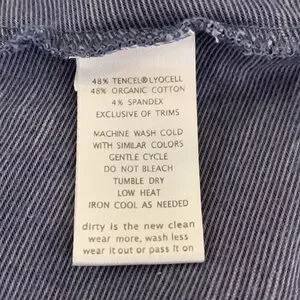 48% TENCEL®LYOCELL
48% ORGANIC COTTON
4% SPANDEX
EXCLUSIVE OF TRIMS
MACHINE WASH COLD
WITH SIMILAR COLORS
GENTLE CYCLE
DO NOT BLEACH
TUMBLE DRY
LOW HEAT
IRON COOL AS NEEDED
dirty is the new clean
wear more, wash less
wear it out or pass it on